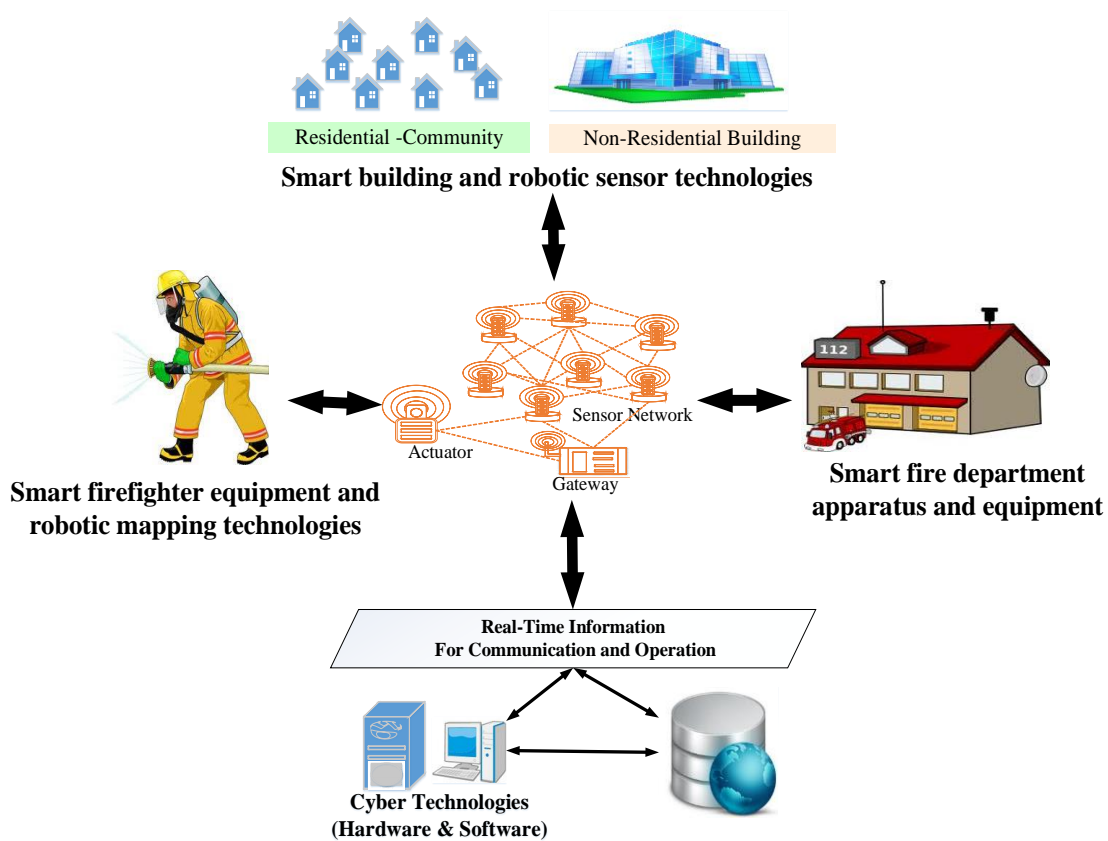 Residential -Community
Non-Residential Building
Smart building and robotic sensor technologies
112
Sensor Network
Actuator
Gateway
Smart firefighter equipment and
robotic mapping technologies
Smart fire department
apparatus and equipment
Real-Time Information
For Communication and Operation
Cyber Technologies
(Hardware & Software)